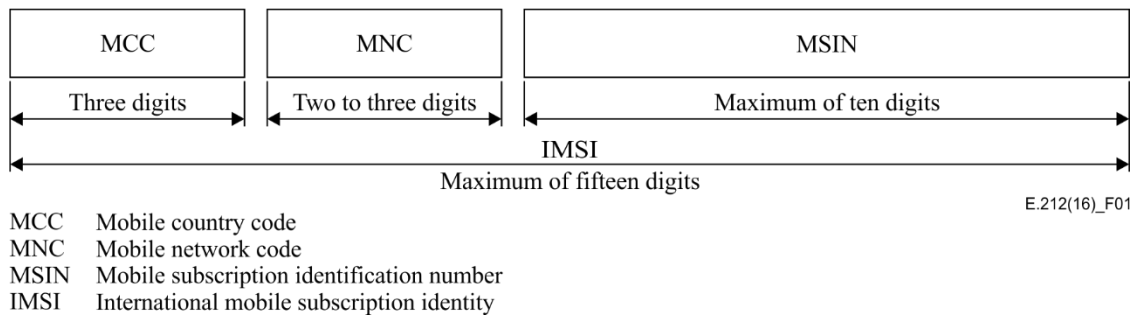 MCC MNC MSIN
Three digits Two to three digits Maximum of ten digits
IMSI
Maximum of fifteen digits
E.212(16)_F01
MCC Mobile country code
MNC Mobile network code
MSIN Mobile subscription identification number
IMSI International mobile subscription identity